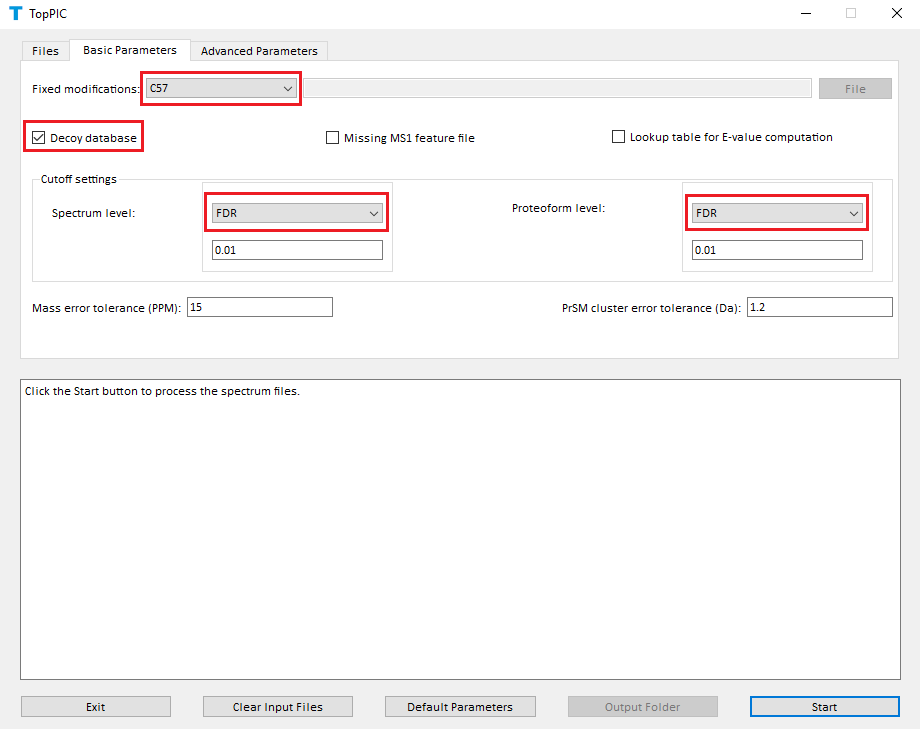 TopPIC
Files Basic Parameters Advanced Parameters
Fixed modifications: C57 File
Decoy database Missing MS1 feature file Lookup table for E-value computation
Cutoff settings
Spectrum level: FDR Proteoform level: FDR
0.01 0.01
Mass error tolerance (PPM): 15 PrSM cluster error tolerance (Da): 1.2
Click the Start button to process the spectrum files.
Exit Clear Input Files Default Parameters Output Folder Start